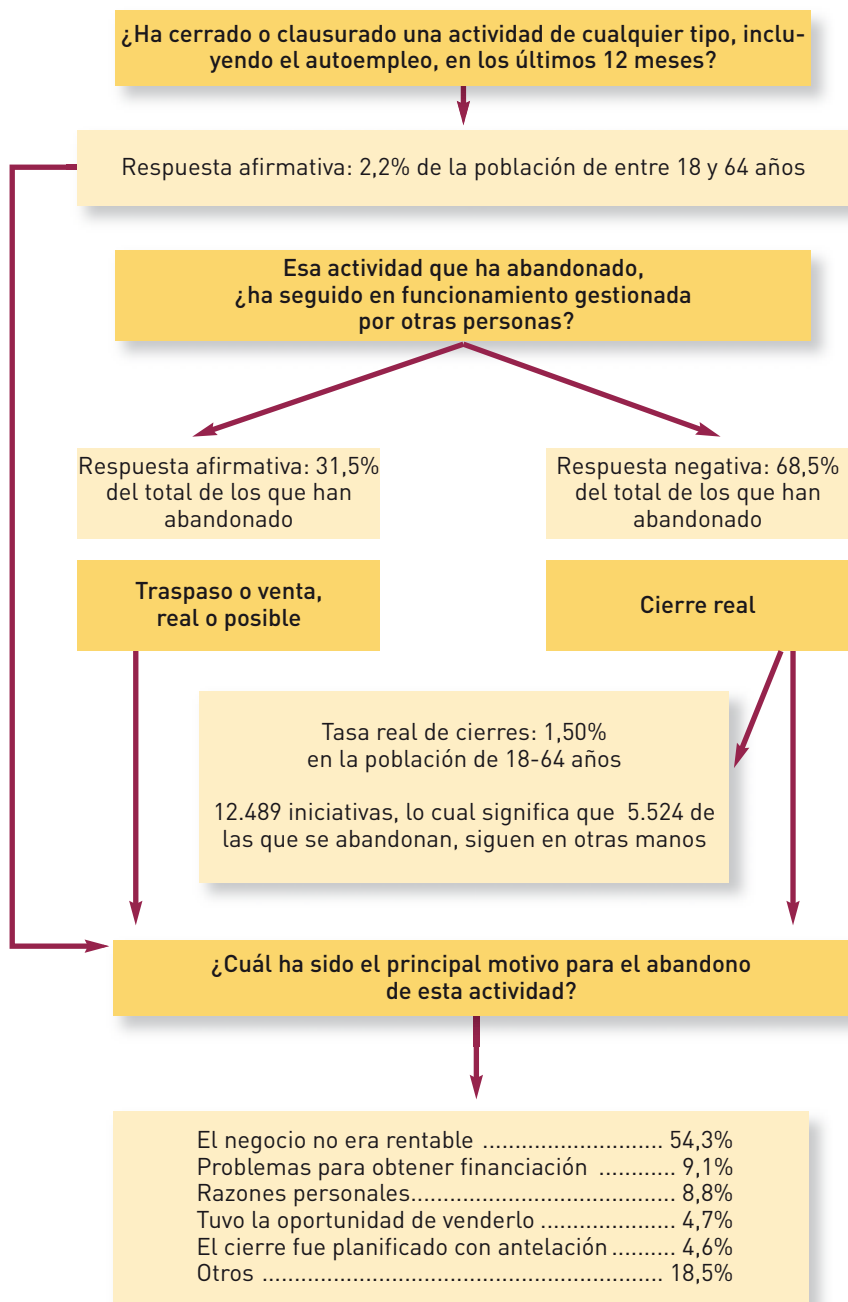 ¿Ha cerrado o clausurado una actividad de cualquier tipo, inclu-
yendo el autoempleo, en los últimos 12 meses?
Respuesta afirmativa: 2,2% de la población de entre 18 y 64 años
Esa actividad que ha abandonado,
¿ha seguido en funcionamiento gestionada
por otras personas?
Respuesta afirmativa: 31,5%
del total de los que han
abandonado
Respuesta negativa: 68,5%
del total de los que han
abandonado
Traspaso o venta,
real o posible
Cierre real
Tasa real de cierres: 1,50%
en la población de 18-64 años
12.489 iniciativas, lo cual significa que 5.524 de
las que se abandonan, siguen en otras manos
¿Cuál ha sido el principal motivo para el abandono
de esta actividad?
El negocio no era rentable ............................. 54,3%
Problemas para obtener financiación ............ 9,1%
Razones personales.......................................... 8,8%
Tuvo la oportunidad de venderlo ..................... 4,7%
El cierre fue planificado con antelación.......... 4,6%
Otros ............................................................... 18,5%